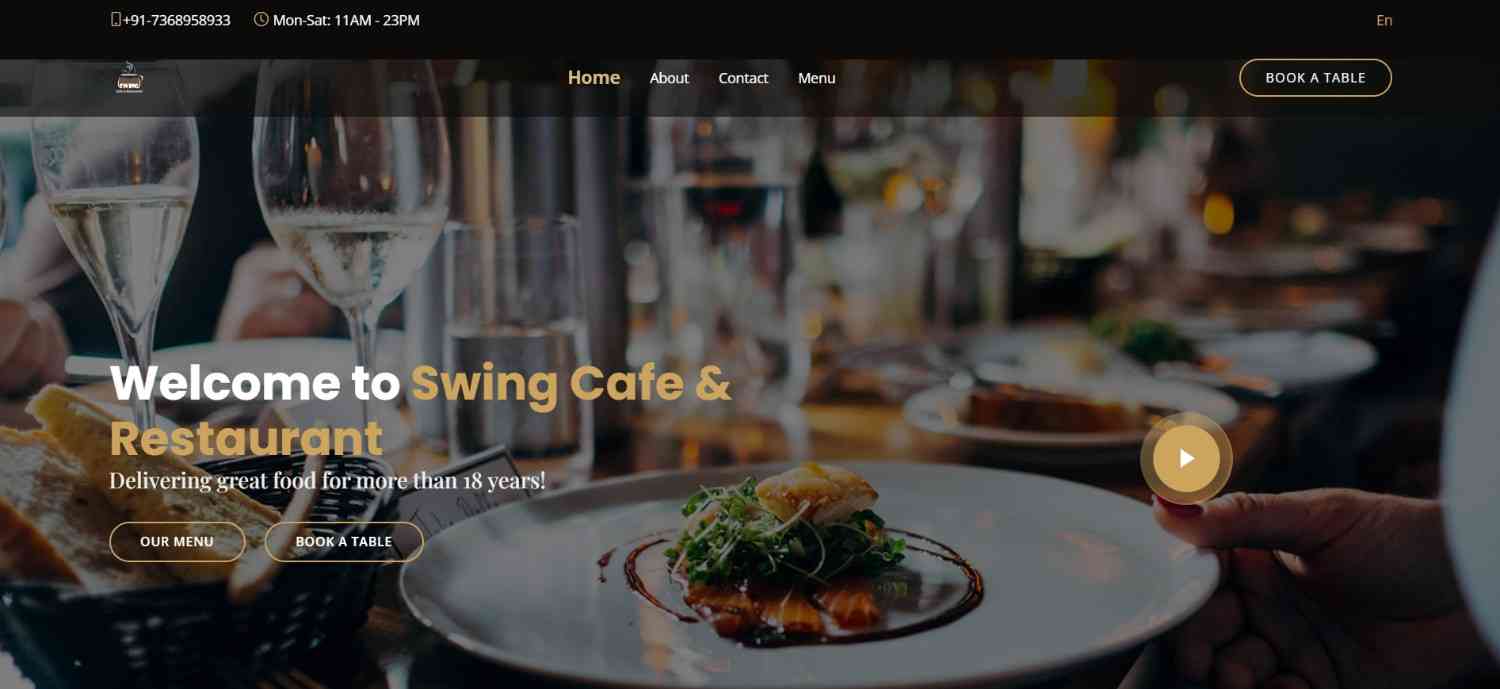 +91-7368958933 Mon-Sat: 11AM - 23PM En
SWING
Home About Contact Menu BOOK A TABLE
Welcome to Swing Cafe &
Restaurant
Delivering great food for more than 18 years!
OUR MENU BOOK A TABLE